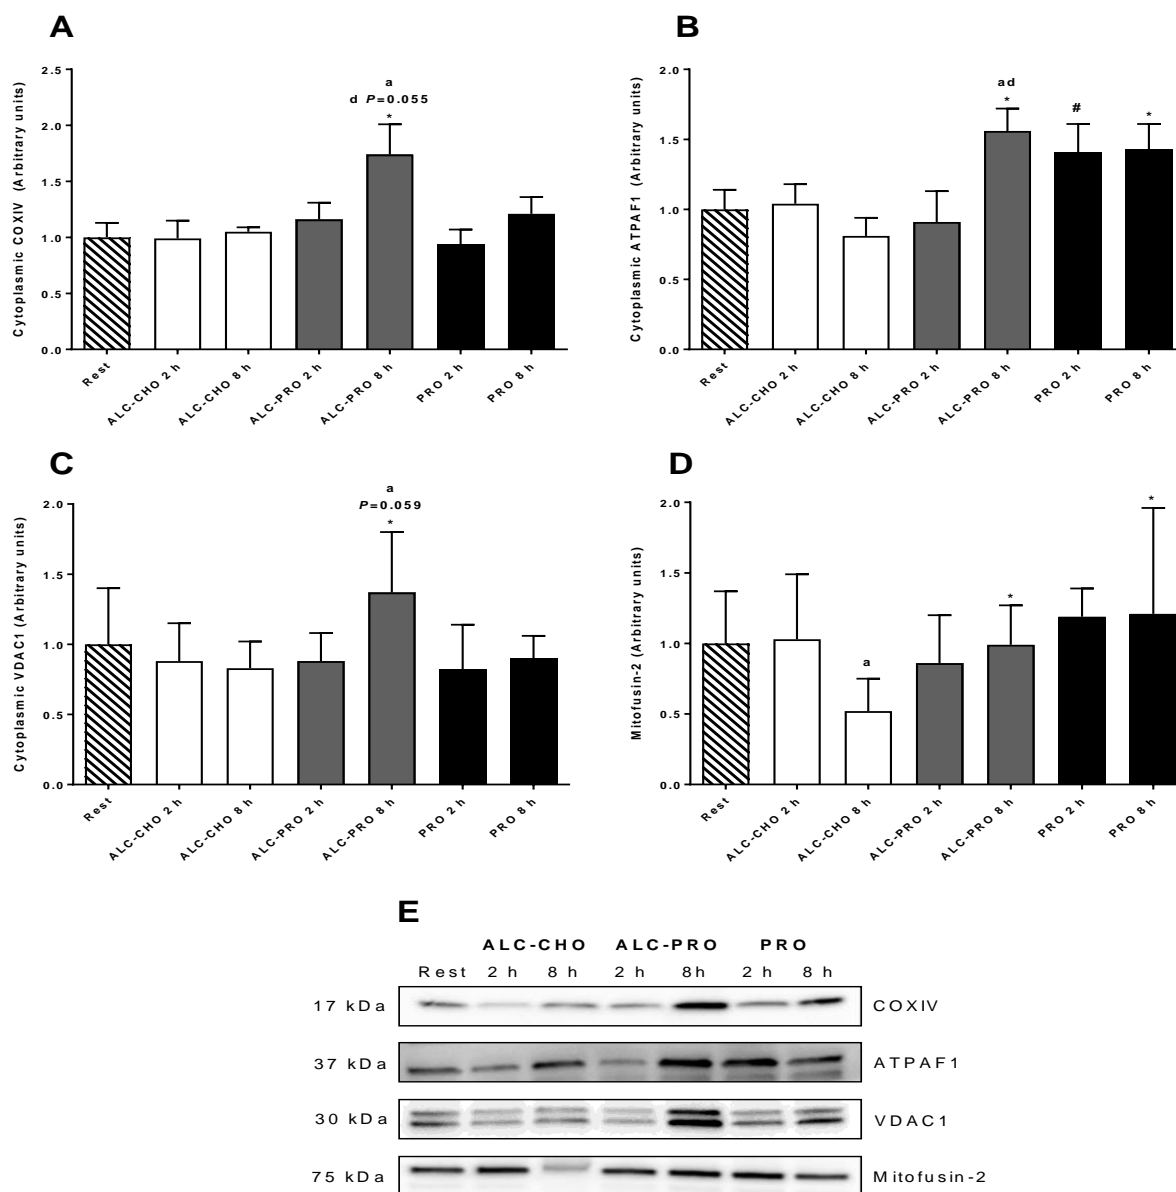 A
Cytoplasmic COXIV (Arbitrary units)
2.5
2.0
1.5
1.0
0.5
0.0
a
d P=0.055
*
Rest
ALC-CHO 2 h
ALC-CHO 8 h
ALC-PRO 2 h
ALC-PRO 8 h
PRO 2 h
PRO 8 h
B
Cytoplasmic ATPAF1 (Arbitrary units)
2.0
1.5
1.0
0.5
0.0
ad
*
#
*
Rest
ALC-CHO 2 h
ALC-CHO 8 h
ALC-PRO 2 h
ALC-PRO 8 h
PRO 2 h
PRO 8 h
C
Cytoplasmic VDAC1 (Arbitrary units)
2.0
1.5
1.0
0.5
0.0
a
P=0.059
*
Rest
ALC-CHO 2 h
ALC-CHO 8 h
ALC-PRO 2 h
ALC-PRO 8 h
PRO 2 h
PRO 8 h
D
Mitofusin-2 (Arbitrary units)
2.0
1.5
1.0
0.5
0.0
a
*
*
Rest
ALC-CHO 2 h
ALC-CHO 8 h
ALC-PRO 2 h
ALC-PRO 8 h
PRO 2 h
PRO 8 h
E
ALC-CHO ALC-PRO PRO
Rest 2 h 8 h 2 h 8h 2 h 8 h
17 kDa COXIV
37 kDa ATPAF1
30 kDa VDAC1
75 kDa Mitofusin-2